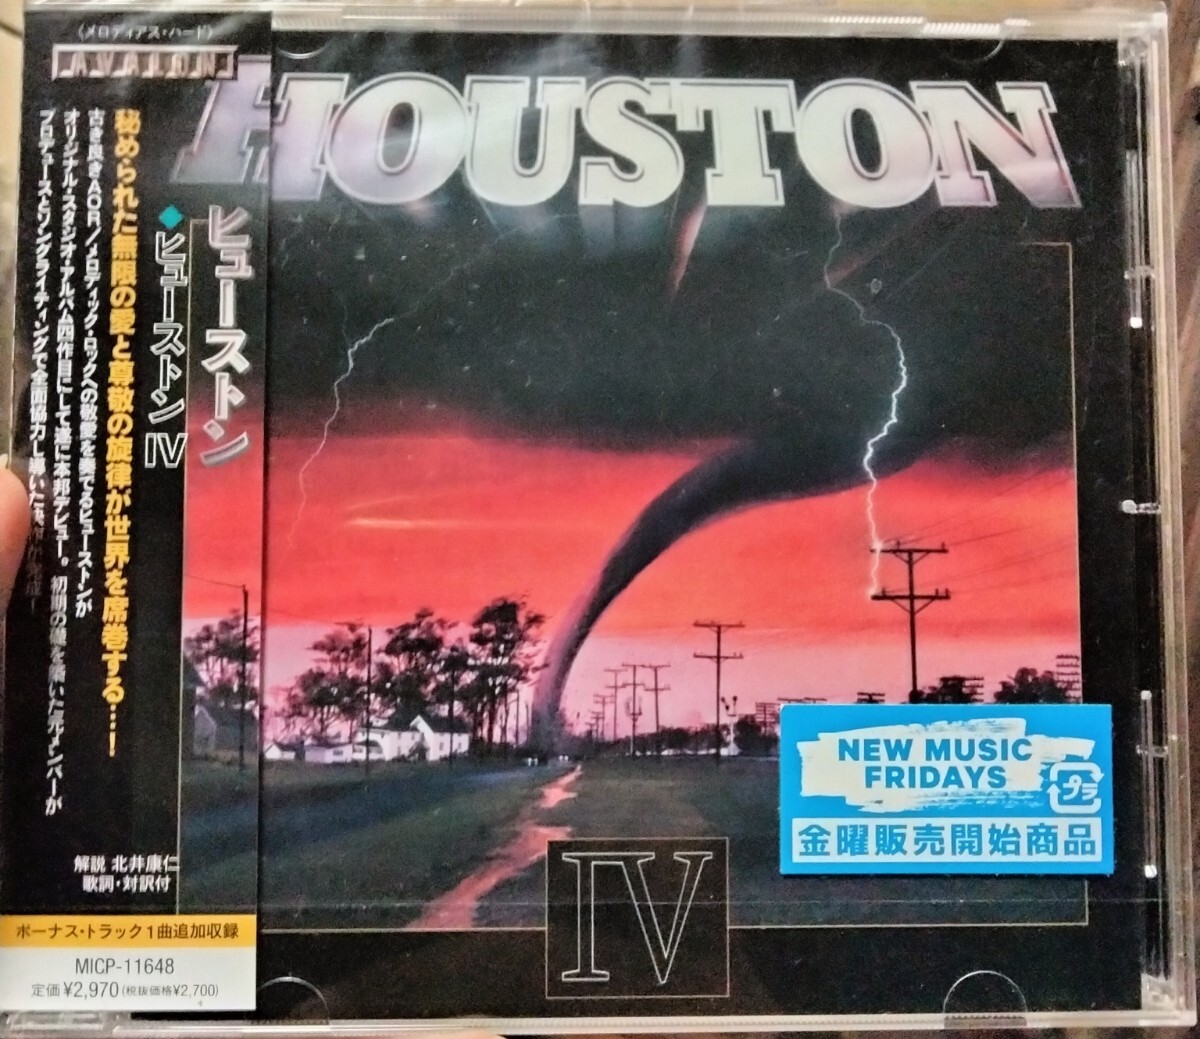 〈メロディアス・ハード〉
AVALON
ヒューストン
◆ヒューストン IV
秘められた無限の愛と尊敬の旋律が世界を席巻する…!
古き良きAOR/メロディック・ロックへの敬愛を奏でるヒューストンが
オリジナル・スタジオ・アルバム四作目にして遂に本邦デビュー。初期の礎を築いた元メンバーが
プロデュースとソングライティングで全面協力し導いた
解説 北井康仁
歌詞・対訳付
ボーナス・トラック1曲追加収録
MICP-11648
定価¥2,970(税抜価格¥2,700)
HOUSTON
IV
NEW MUSIC
FRIDAYS
プラ
金曜販売開始商品